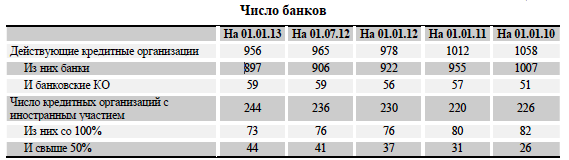 Число банков
На 01.01.13 На 01.07.12 На 01.01.12 На 01.01.11 На 01.01.10
Действующие кредитные организации 956 965 978 1012 1058
Из них банки 897 906 922 955 1007
И банковские КО 59 59 56 57 51
Число кредитных организаций с
иностранным участием 244 236 230 220 226
Из них со 100% 73 76 76 80 82
И свыше 50% 44 41 37 31 26